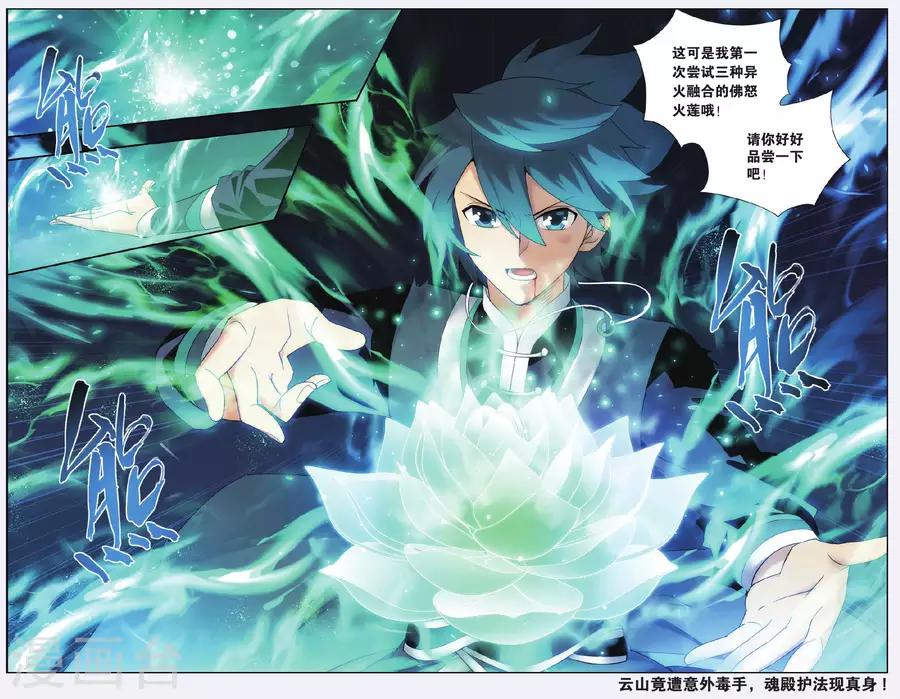 这可是我第一
次尝试三种异
火融合的佛怒
火莲哦！
请你好好
品尝一下
吧！
熊
熊
熊
漫画台
云山竟遭意外毒手，魂殿护法现真身！